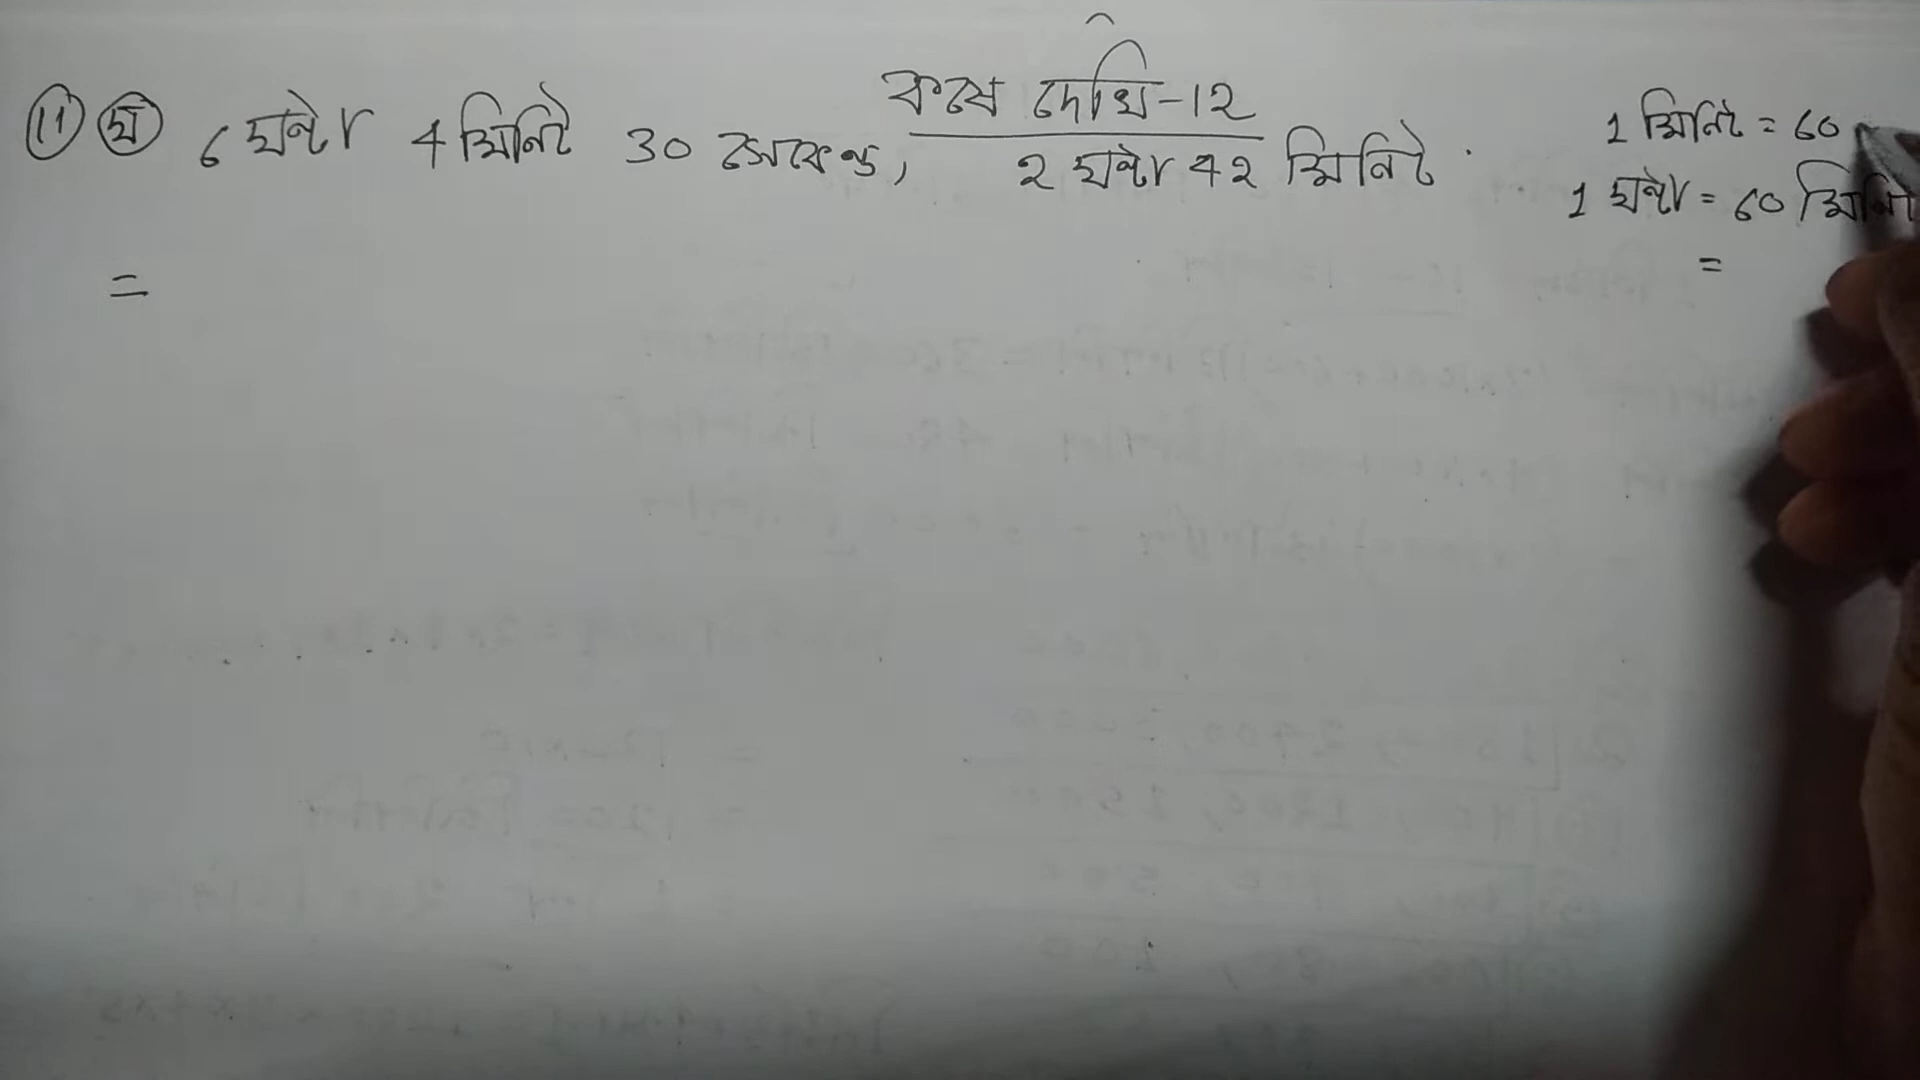 কষে দেখি-12
11 ঘ 6 ঘন্টা 4 মিনিট 30 সেকেন্ড, 2 ঘন্টা 42 মিনিট.
=
1 মিনিট = 60
1 ঘন্টা = 60 মিনিট
=